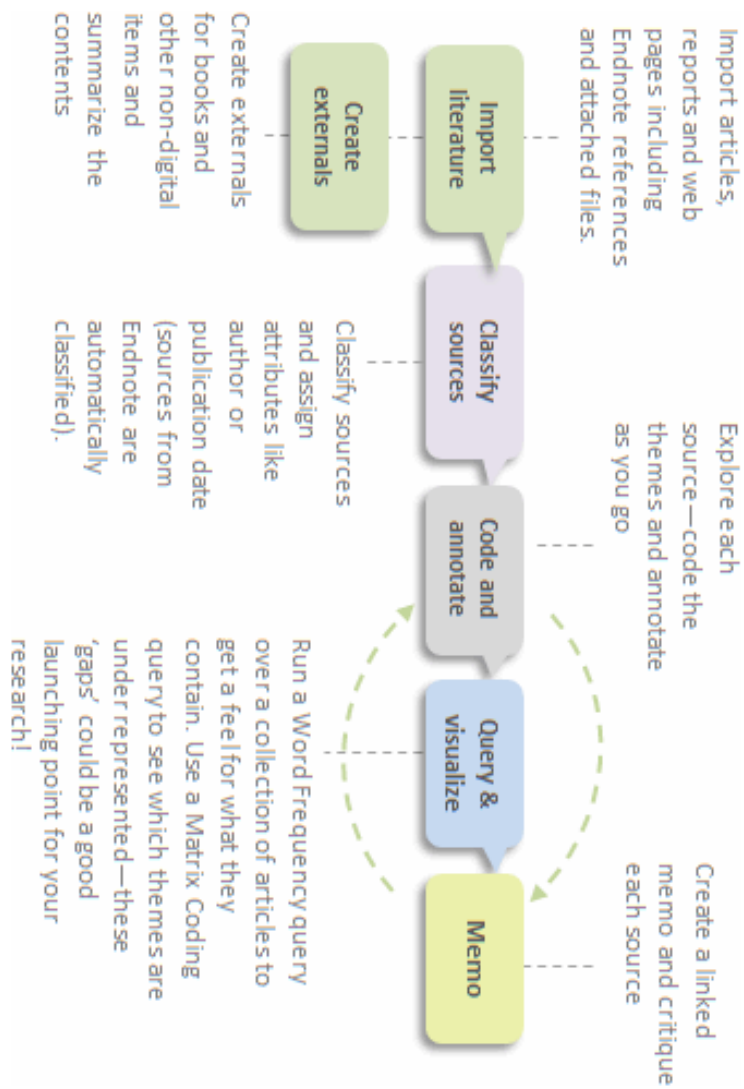 Import articles,
reports and web
pages including
Endnote references
and attached files.
Import
literature
Create
externals
Create externals
for books and
other non-digital
items and
summarize the
contents
Classify
sources
Classify sources
and assign
attributes like
author or
publication date
(sources from
Endnote are
automatically
classified).
Explore each
source—code the
themes and annotate
as you go
Code and
annotate
Query &
visualize
Run a Word Frequency query
over a collection of articles to
get a feel for what they
contain. Use a Matrix Coding
query to see which themes are
under represented—these
'gaps' could be a good
launching point for your
research!
Create a linked
memo and critique
each source
Memo